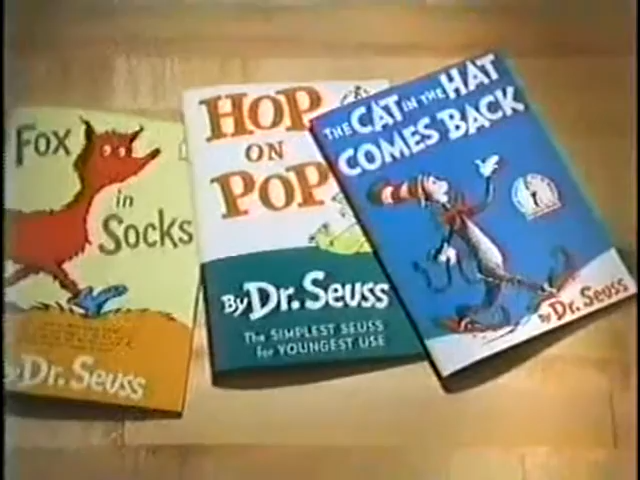 FOX
in
SOCKS
By Dr. Seuss
HOP
ON
POP
By Dr. Seuss
The SIMPLEST SEUSS
for YOUNGEST USE
THE CAT IN THE HAT
COMES BACK
By Dr. Seuss